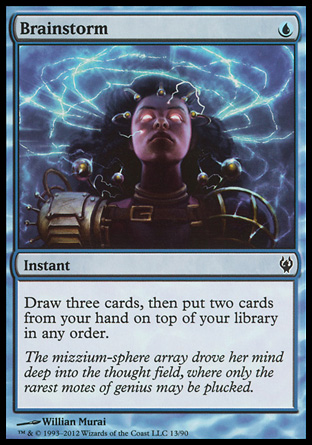 Brainstorm
Instant
Draw three cards, then put two cards
from your hand on top of your library
in any order.
The mizzium-sphere array drove her mind
deep into the thought field, where only the
rarest motes of genius may be plucked.
Willian Murai
™ & © 1993–2012 Wizards of the Coast LLC 13/90